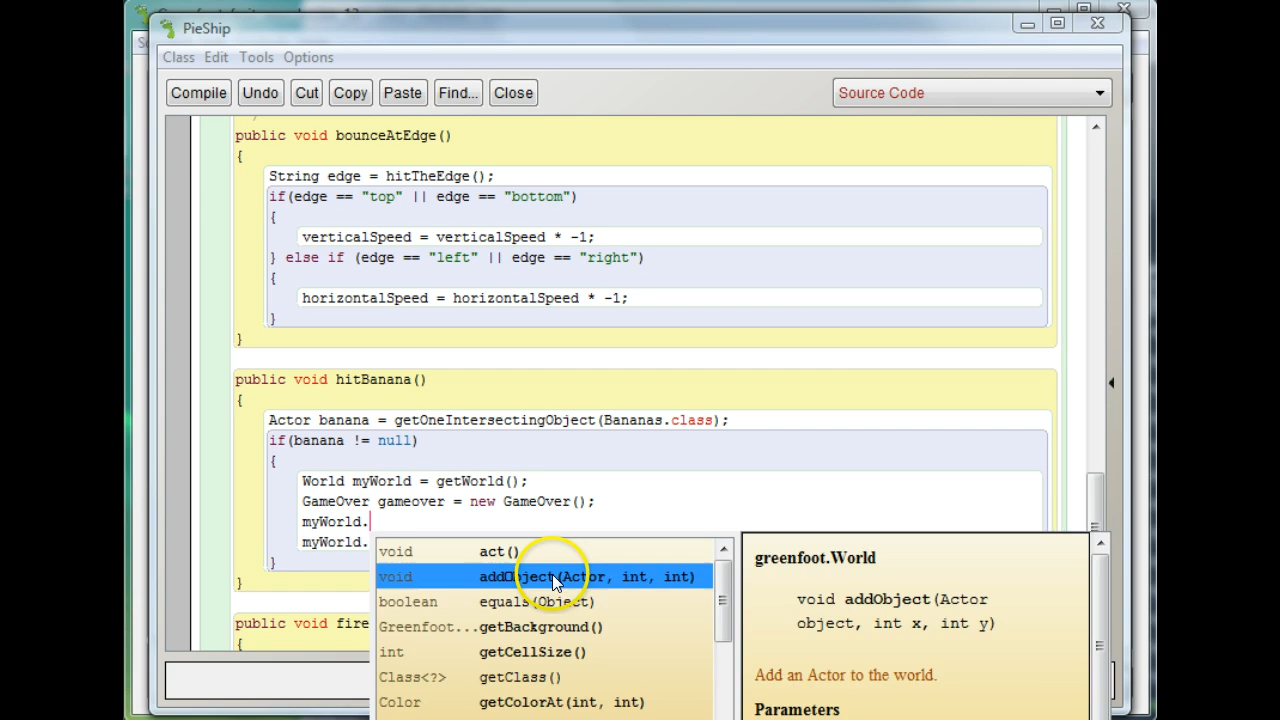 PieShip
Class Edit Tools Options
Compile Undo Cut Copy Paste Find... Close Source Code
public void bounceAtEdge()
{
String edge = hitTheEdge();
if(edge == "top" || edge == "bottom")
{
verticalSpeed = verticalSpeed * -1;
} else if (edge == "left" || edge == "right")
{
horizontalSpeed = horizontalSpeed * -1;
}
}
public void hitBanana()
{
Actor banana = getOneIntersectingObject(Bananas.class);
if(banana != null)
{
World myWorld = getWorld();
GameOver gameover = new GameOver();
myWorld.
myWorld.
}
}
public void fire
{
void act()
void addObject(Actor, int, int)
boolean equals(Object)
Greenfoot... getBackground()
int getCellSize()
Class<?> getClass()
Color getColorAt(int, int)
greenfoot.World
void addObject(Actor
object, int x, int y)
Add an Actor to the world.
Parameters